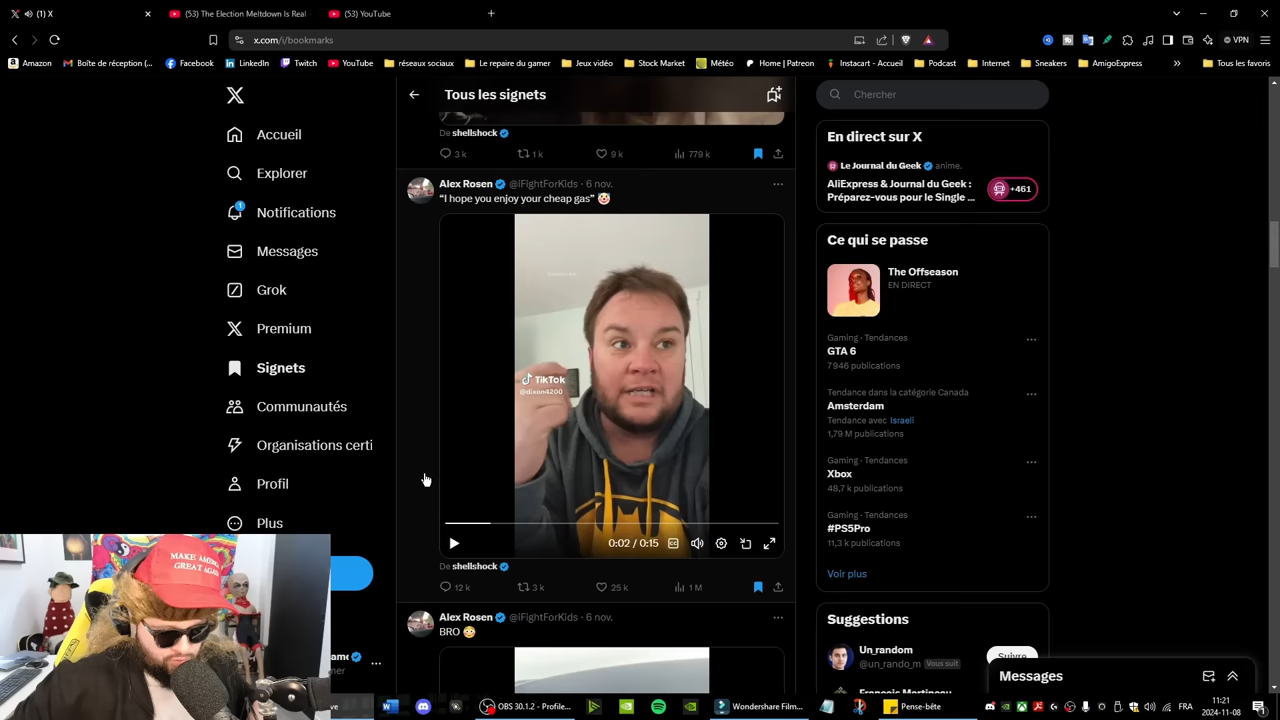 (1) X
(53) The Election Meltdown Is Real
(53) YouTube
x.com/i/bookmarks
VPN
Amazon
Boîte de réception (...
Facebook
LinkedIn
Twitch
YouTube
réseaux sociaux
Le repaire du gamer
Jeux vidéo
Stock Market
Météo
Home | Patreon
Instacart - Accueil
Podcast
Internet
Sneakers
AmigoExpress
»
Tous les favoris
Accueil
Explorer
1
Notifications
Messages
Grok
Premium
Signets
Communautés
Organisations certi
Profil
Plus
Tous les signets
De shellshock
3 k
1 k
9 k
779 k
Alex Rosen @iFightForKids · 6 nov.
“I hope you enjoy your cheap gas” 🤡
TikTok
@dixon4200
0:02 / 0:15
De shellshock
12 k
3 k
25 k
1 M
Alex Rosen @iFightForKids · 6 nov.
BRO 😳
Chercher
En direct sur X
Le Journal du Geek anime.
AliExpress & Journal du Geek :
Préparez-vous pour le Single ...
+461
Ce qui se passe
The Offseason
EN DIRECT
Gaming · Tendances
GTA 6
7 946 publications
Tendance dans la catégorie Canada
Amsterdam
Tendance avec Israeli
1,79 M publications
Gaming · Tendances
Xbox
48,7 k publications
Gaming · Tendances
#PS5Pro
11,3 k publications
Voir plus
Suggestions
Un_random
@un_rando_m Vous suit
Suivre
François Martineau
Messages
MAKE AMERICA
GREAT AGAIN
OBS 30.1.2 - Profile...
Wondershare Film...
Pense-bête
FRA
11:21
2024-11-08